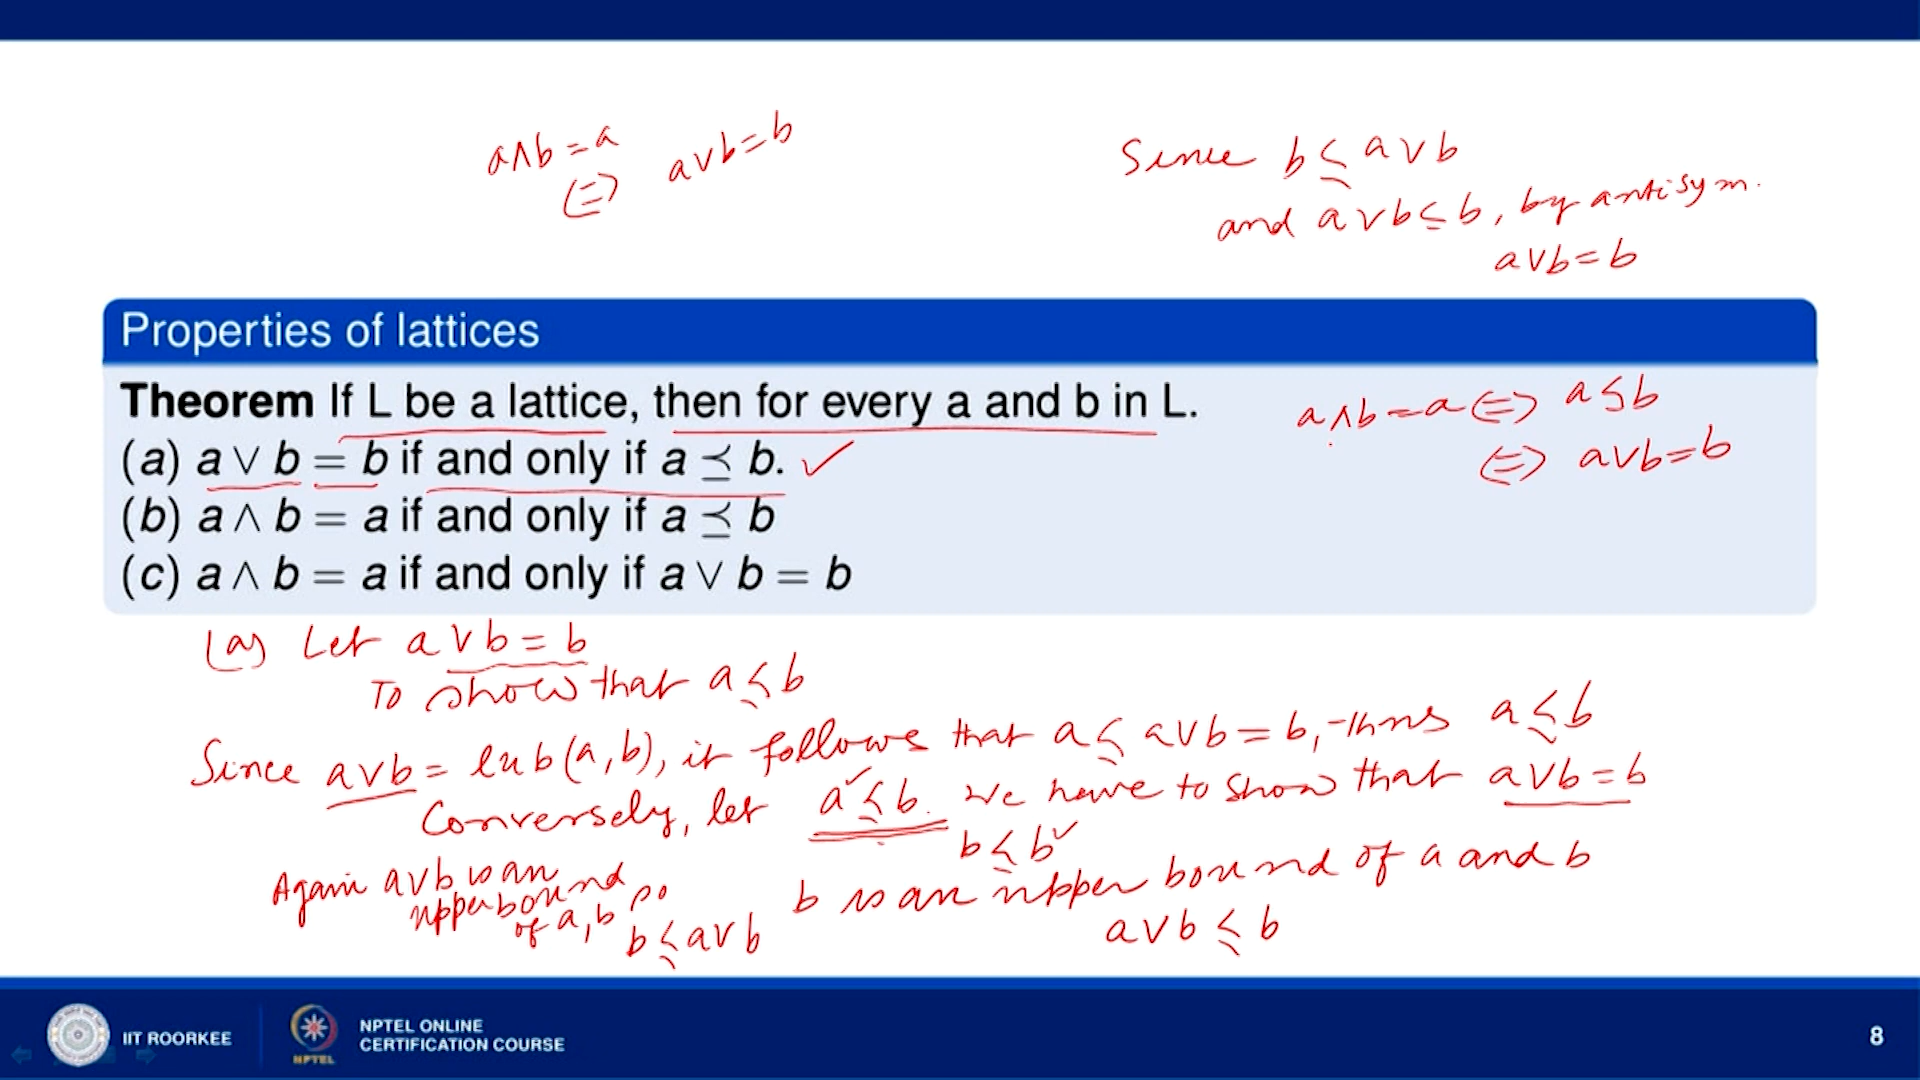 a∧b=a
⇔ a∨b=b
Since b ≤ a∨b
and a∨b ≤ b, by antisym.
a∨b=b
Properties of lattices
Theorem If L be a lattice, then for every a and b in L.
(a) a ∨ b = b if and only if a ⪯ b. ✓
(b) a ∧ b = a if and only if a ⪯ b
(c) a ∧ b = a if and only if a ∨ b = b
a∧b=a ⇔ a≤b
⇔ a∨b=b
(a) Let a∨b=b
To show that a≤b
Since a∨b = lub(a,b), it follows that a ≤ a∨b = b, thus a≤b
Conversely, let a≤b. We have to show that a∨b=b
b≤b
b is an upper bound of a and b
a∨b ≤ b
Again a∨b is an
upper bound
of a,b so
b ≤ a∨b
IIT ROORKEE
NPTEL
NPTEL ONLINE
CERTIFICATION COURSE
8